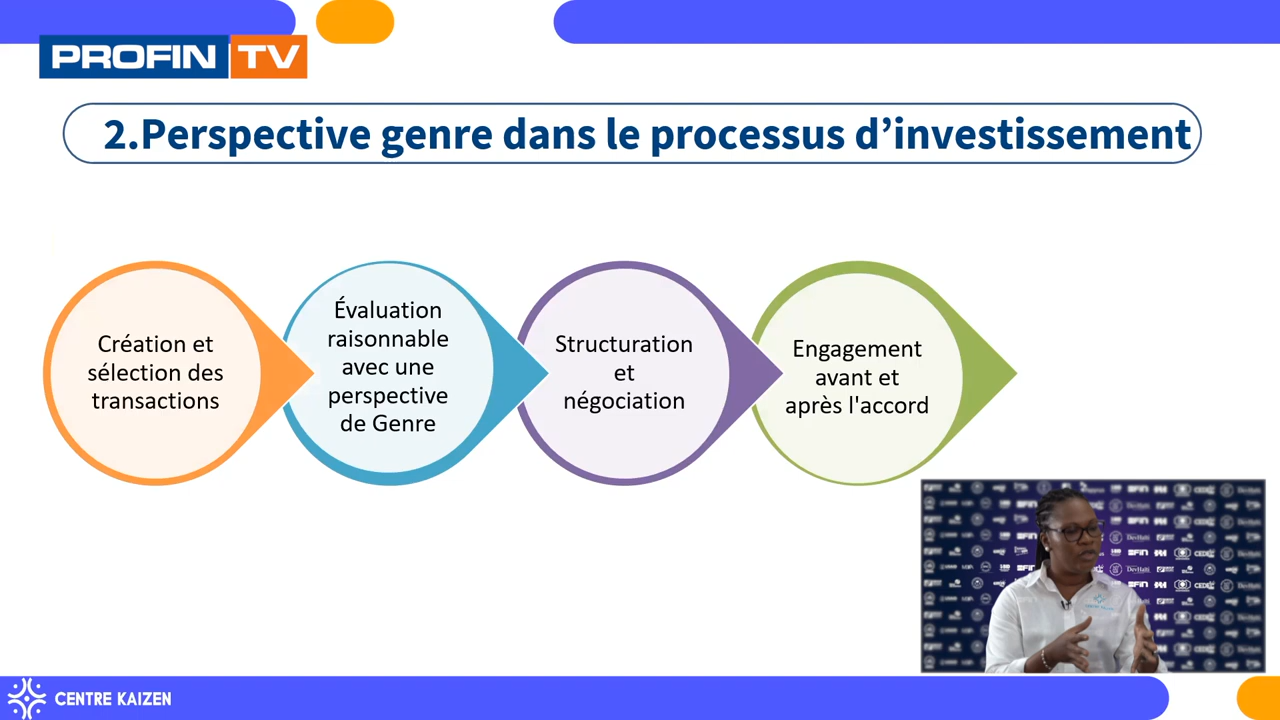 PROFIN TV
2.Perspective genre dans le processus d’investissement
Création et
sélection des
transactions
Évaluation
raisonnable
avec une
perspective
de Genre
Structuration
et
négociation
Engagement
avant et
après l'accord
CENTRE KAIZEN